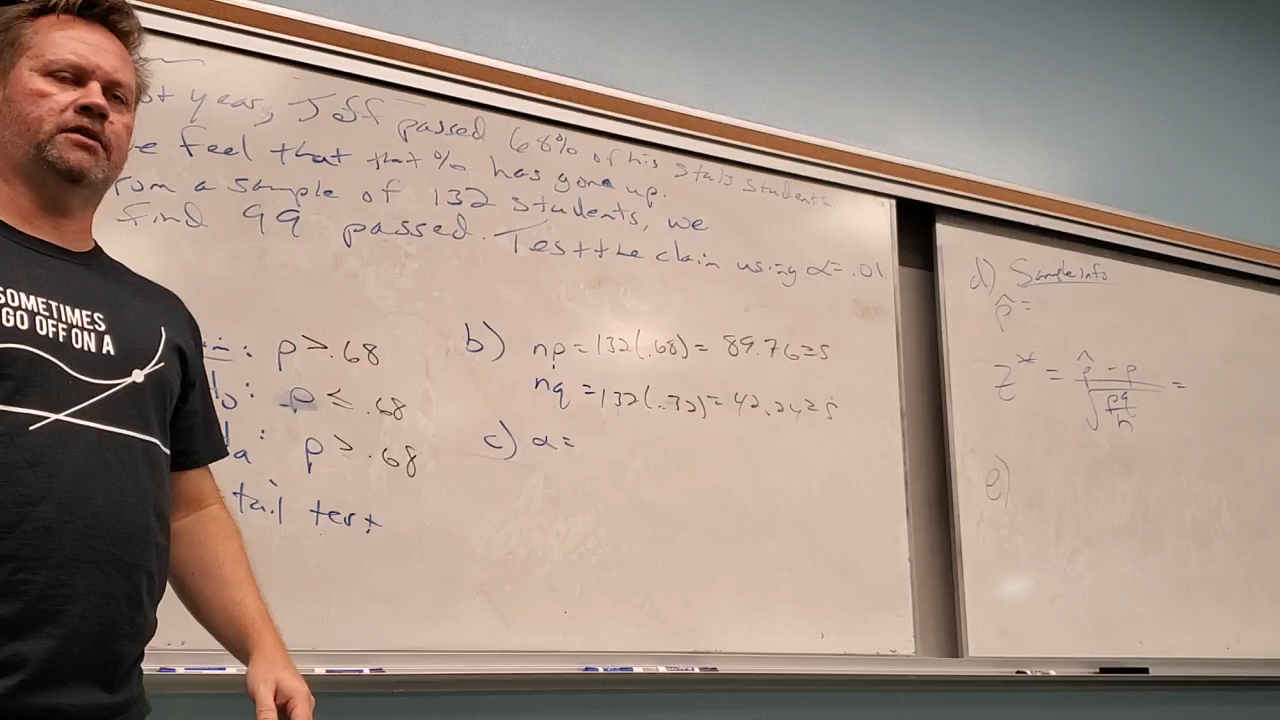 SOMETIMES
GO OFF ON A
year, Jeff passed 68% of his stats students
feel that that % has gone up.
from a sample of 132 students, we
find 99 passed. Test the claim using α = .01
: p > .68
: p ≤ .68
a : p > .68
tail test
b) np = 132(.68) = 89.76 ≥ 5
nq = 132(.32) = 42.24 ≥ 5
c) α =
d) Sample info
p̂ =
z* = p̂ - p / √(pq/n) =
e)